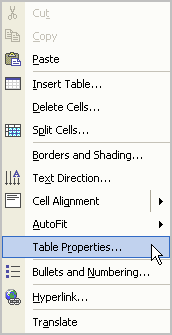 Cut
Copy
Paste
Insert Table...
Delete Cells...
Split Cells...
Borders and Shading...
Text Direction...
Cell Alignment
AutoFit
Table Properties...
Bullets and Numbering...
Hyperlink...
Translate